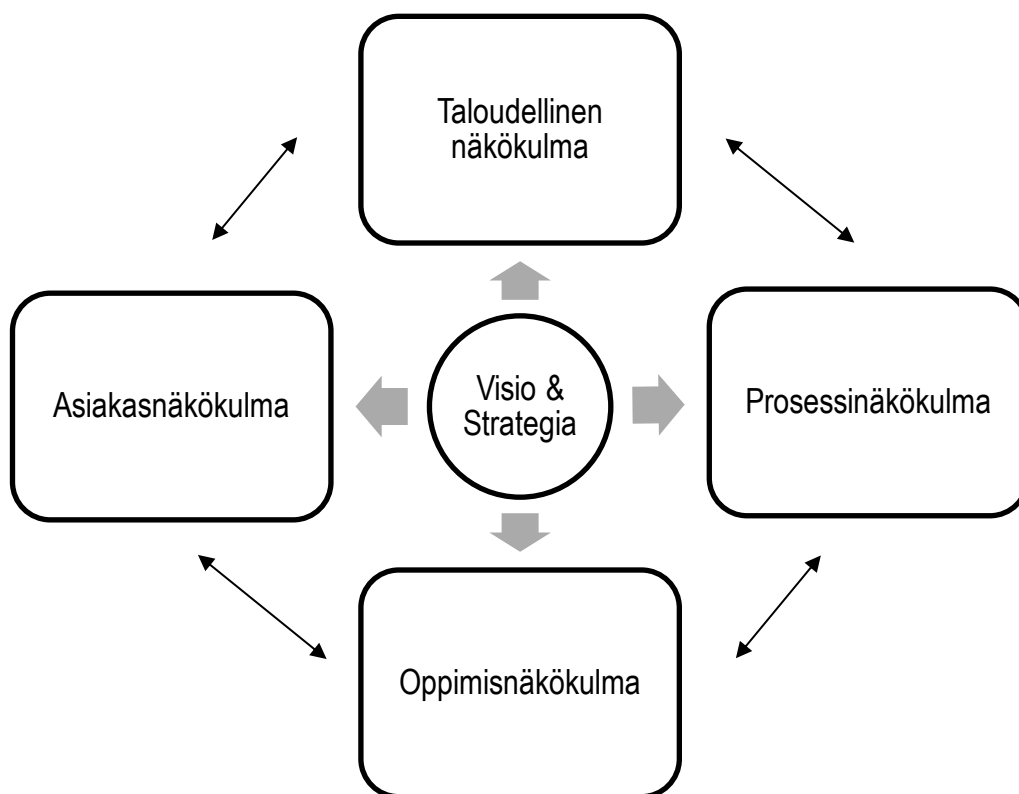 Taloudellinen
näkökulma
Asiakasnäkökulma
Visio &
Strategia
Prosessinäkökulma
Oppimisnäkökulma